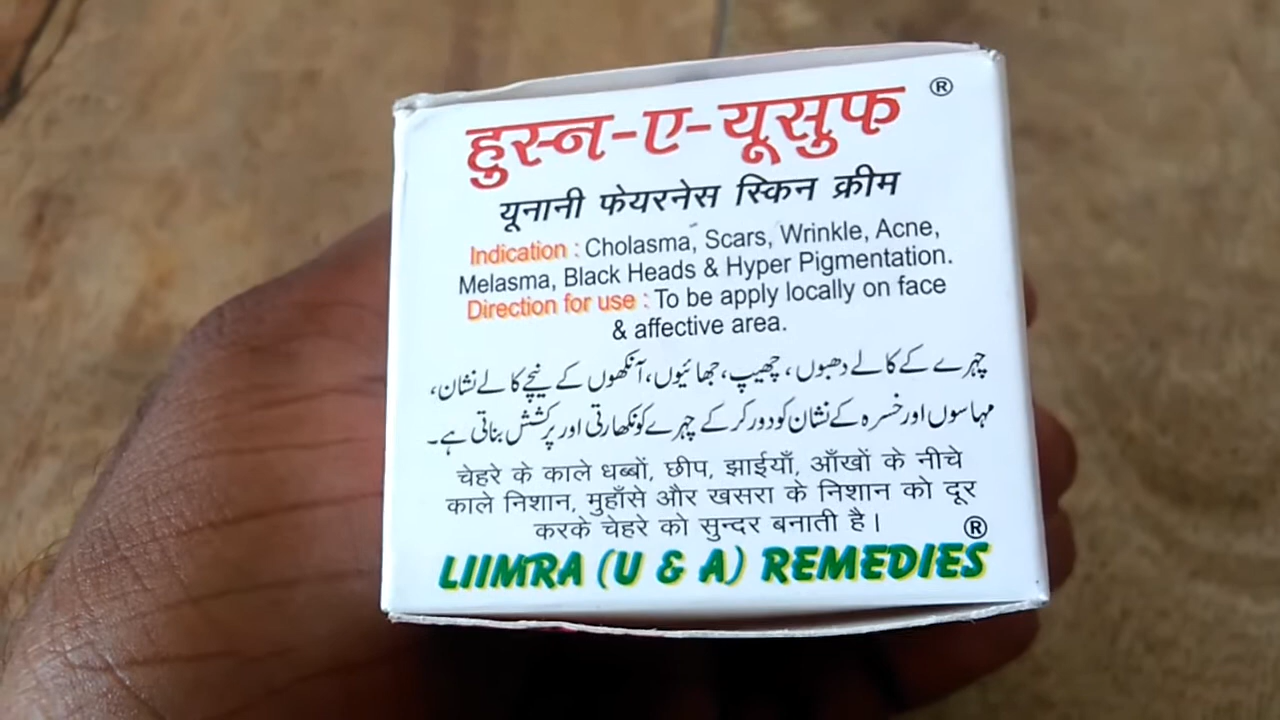 हुस्न-ए-यूसुफ ®
यूनानी फेयरनेस स्किन क्रीम
Indication : Cholasma, Scars, Wrinkle, Acne,
Melasma, Black Heads & Hyper Pigmentation.
Direction for use : To be apply locally on face
& affective area.
چہرے کے کالے دھبوں، چھیپ، جھائیوں، آنکھوں کے نیچے کالے نشان،
مہاسوں اور خسرہ کے نشان کو دور کر کے چہرے کو نکھارتی اور پرکشش بناتی ہے۔
चेहरे के काले धब्बों, छीप, झाईयाँ, आँखों के नीचे
काले निशान, मुहाँसे और खसरा के निशान को दूर
करके चेहरे को सुन्दर बनाती है।
LIIMRA (U & A) REMEDIES ®